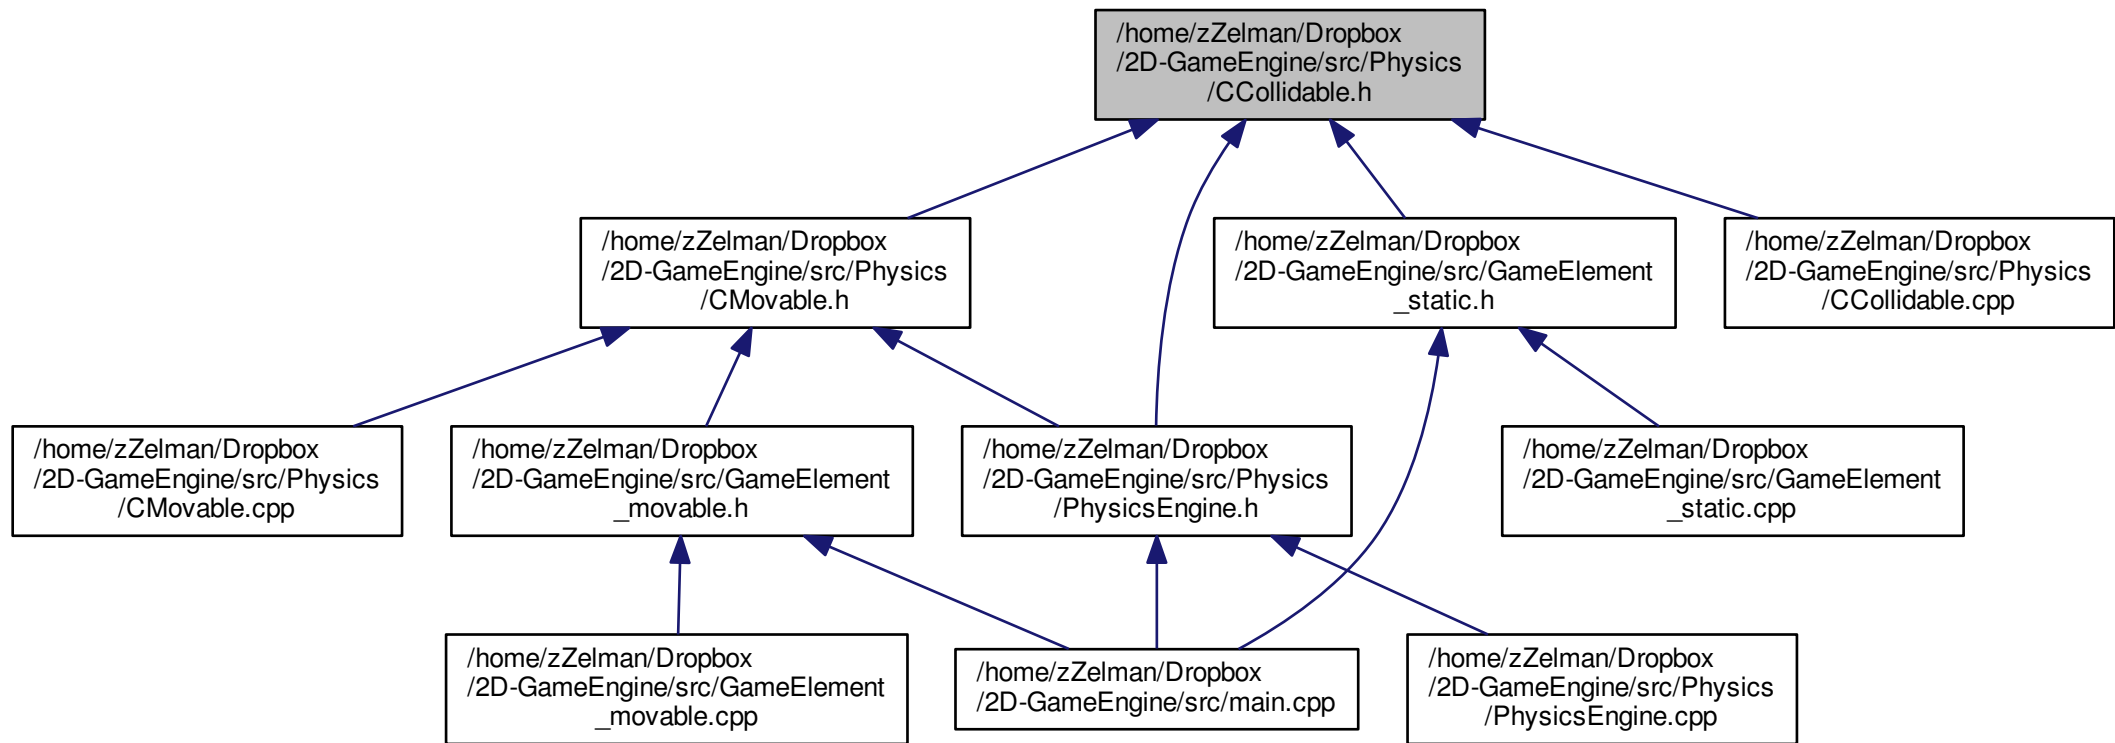 /home/zZelman/Dropbox
/2D-GameEngine/src/Physics
/CCollidable.h
/home/zZelman/Dropbox
/2D-GameEngine/src/Physics
/CMovable.h
/home/zZelman/Dropbox
/2D-GameEngine/src/GameElement
_static.h
/home/zZelman/Dropbox
/2D-GameEngine/src/Physics
/CCollidable.cpp
/home/zZelman/Dropbox
/2D-GameEngine/src/Physics
/CMovable.cpp
/home/zZelman/Dropbox
/2D-GameEngine/src/GameElement
_movable.h
/home/zZelman/Dropbox
/2D-GameEngine/src/Physics
/PhysicsEngine.h
/home/zZelman/Dropbox
/2D-GameEngine/src/GameElement
_static.cpp
/home/zZelman/Dropbox
/2D-GameEngine/src/GameElement
_movable.cpp
/home/zZelman/Dropbox
/2D-GameEngine/src/main.cpp
/home/zZelman/Dropbox
/2D-GameEngine/src/Physics
/PhysicsEngine.cpp